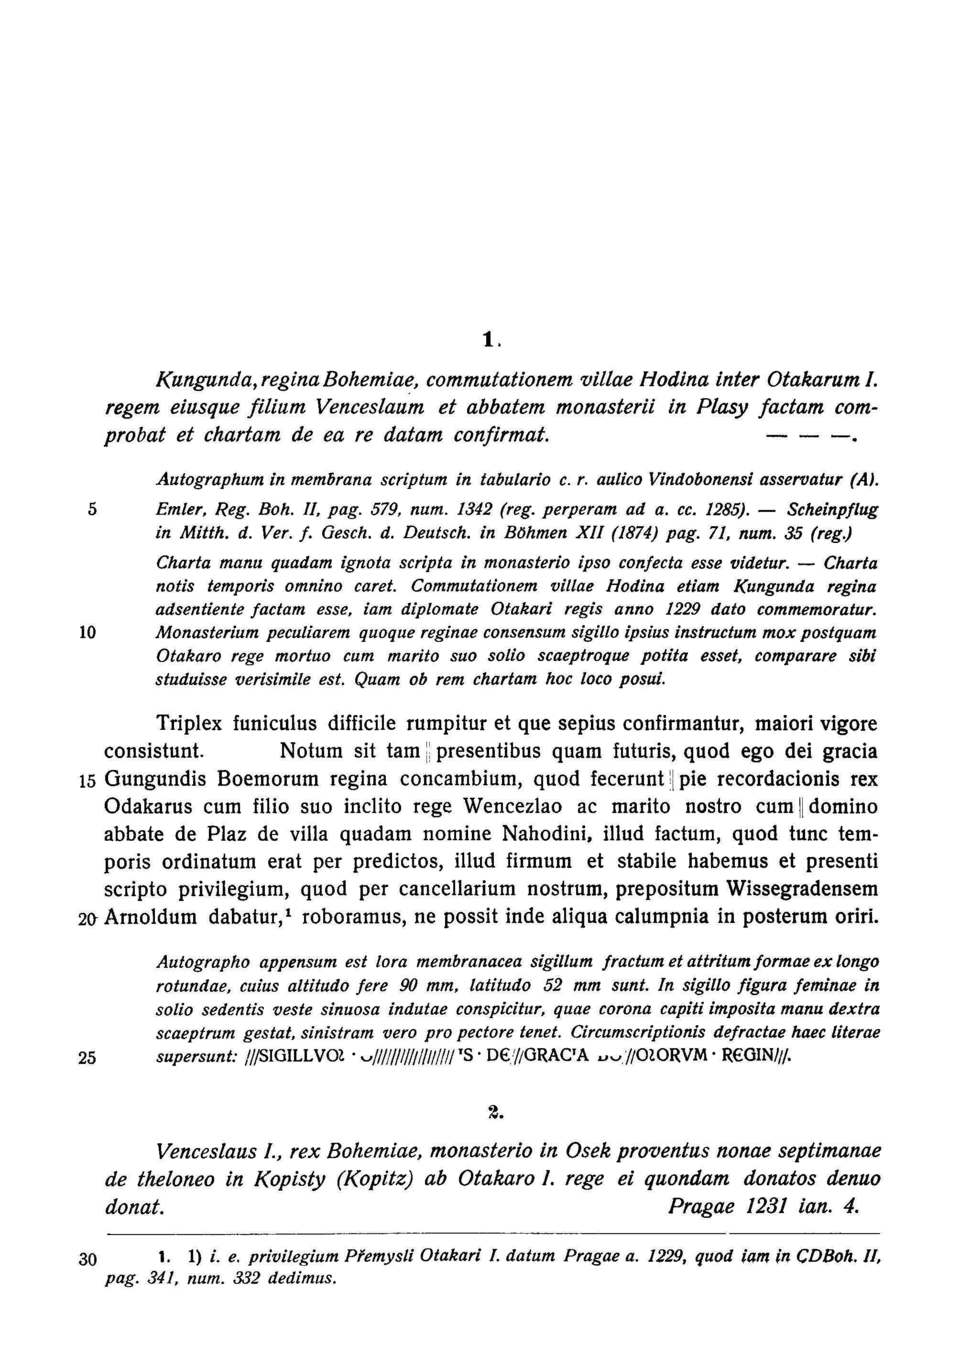 1.
Kungunda, regina Bohemiae, commutationem villae Hodina inter Otakarum I.
regem eiusque filium Venceslaum et abbatem monasterii in Plasy factam com-
probat et chartam de ea re datam confirmat. — — —.
Autographum in membrana scriptum in tabulario c. r. aulico Vindobonensi asservatur (A).
5 Emler, Reg. Boh. II, pag. 579, num. 1342 (reg. perperam ad a. cc. 1285). — Scheinpflug
in Mitth. d. Ver. f. Gesch. d. Deutsch. in Böhmen XII (1874) pag. 71, num. 35 (reg.)
Charta manu quadam ignota scripta in monasterio ipso confecta esse videtur. — Charta
notis temporis omnino caret. Commutationem villae Hodina etiam Kungunda regina
adsentiente factam esse, iam diplomate Otakari regis anno 1229 dato commemoratur.
10 Monasterium peculiarem quoque reginae consensum sigillo ipsius instructum mox postquam
Otakaro rege mortuo cum marito suo solio scaeptroque potita esset, comparare sibi
studuisse verisimile est. Quam ob rem chartam hoc loco posui.
Triplex funiculus difficile rumpitur et que sepius confirmantur, maiori vigore
consistunt. Notum sit tam || presentibus quam futuris, quod ego dei gracia
15 Gungundis Boemorum regina concambium, quod fecerunt || pie recordacionis rex
Odakarus cum filio suo inclito rege Wencezlao ac marito nostro cum || domino
abbate de Plaz de villa quadam nomine Nahodini, illud factum, quod tunc tem-
poris ordinatum erat per predictos, illud firmum et stabile habemus et presenti
scripto privilegium, quod per cancellarium nostrum, prepositum Wissegradensem
20 Arnoldum dabatur,¹ roboramus, ne possit inde aliqua calumpnia in posterum oriri.
Autographo appensum est lora membranacea sigillum fractum et attritum formae ex longo
rotundae, cuius altitudo fere 90 mm, latitudo 52 mm sunt. In sigillo figura feminae in
solio sedentis veste sinuosa indutae conspicitur, quae corona capiti imposita manu dextra
scaeptrum gestat, sinistram vero pro pectore tenet. Circumscriptionis defractae haec literae
25 supersunt: ///SIGILLVOꝛ · ///////////// 'S · DЄ//GRAC'A //OꝛORVM · RЄGIN///.
2.
Venceslaus I., rex Bohemiae, monasterio in Osek proventus nonae septimanae
de theloneo in Kopisty (Kopitz) ab Otakaro I. rege ei quondam donatos denuo
donat. Pragae 1231 ian. 4.
30 1. 1) i. e. privilegium Přemysli Otakari I. datum Pragae a. 1229, quod iam in CDBoh. II,
pag. 341, num. 332 dedimus.